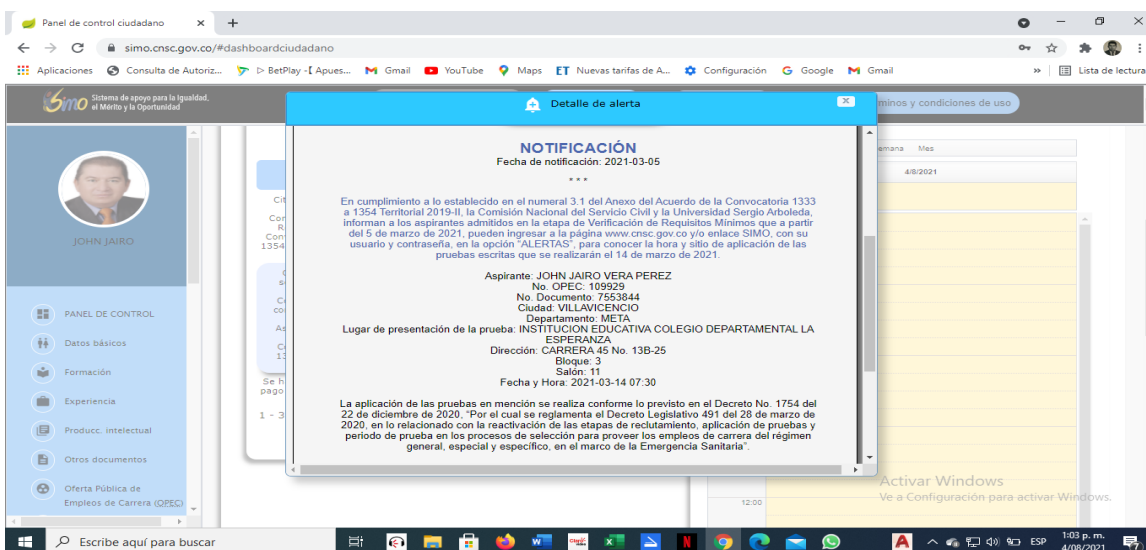 Panel de control ciudadano
simo.cnsc.gov.co/#dashboardciudadano
Aplicaciones Consulta de Autoriz... ▷ BetPlay -[ Apues... Gmail YouTube Maps ET Nuevas tarifas de A... Configuración Google Gmail » Lista de lectura
Simo Sistema de apoyo para la Igualdad,
el Mérito y la Oportunidad
Detalle de alerta
minos y condiciones de uso
JOHN JAIRO
PANEL DE CONTROL
Datos básicos
Formación
Experiencia
Producc. intelectual
Otros documentos
Oferta Pública de
Empleos de Carrera (OPEC)
Cit
Con
R
Con
1354
Se h
pago
1 - 3
NOTIFICACIÓN
Fecha de notificación: 2021-03-05
* * *
En cumplimiento a lo establecido en el numeral 3.1 del Anexo del Acuerdo de la Convocatoria 1333
a 1354 Territorial 2019-II, la Comisión Nacional del Servicio Civil y la Universidad Sergio Arboleda,
informan a los aspirantes admitidos en la etapa de Verificación de Requisitos Mínimos que a partir
del 5 de marzo de 2021, pueden ingresar a la página www.cnsc.gov.co y/o enlace SIMO, con su
usuario y contraseña, en la opción "ALERTAS", para conocer la hora y sitio de aplicación de las
pruebas escritas que se realizarán el 14 de marzo de 2021.
Aspirante: JOHN JAIRO VERA PEREZ
No. OPEC: 109929
No. Documento: 7553844
Ciudad: VILLAVICENCIO
Departamento: META
Lugar de presentación de la prueba: INSTITUCION EDUCATIVA COLEGIO DEPARTAMENTAL LA
ESPERANZA
Dirección: CARRERA 45 No. 13B-25
Bloque: 3
Salón: 11
Fecha y Hora: 2021-03-14 07:30
La aplicación de las pruebas en mención se realiza conforme lo previsto en el Decreto No. 1754 del
22 de diciembre de 2020, "Por el cual se reglamenta el Decreto Legislativo 491 del 28 de marzo de
2020, en lo relacionado con la reactivación de las etapas de reclutamiento, aplicación de pruebas y
periodo de prueba en los procesos de selección para proveer los empleos de carrera del régimen
general, especial y específico, en el marco de la Emergencia Sanitaria".
emana Mes
4/8/2021
12:00
Activar Windows
Ve a Configuración para activar Windows.
Escribe aquí para buscar
ESP
1:03 p. m.
4/08/2021